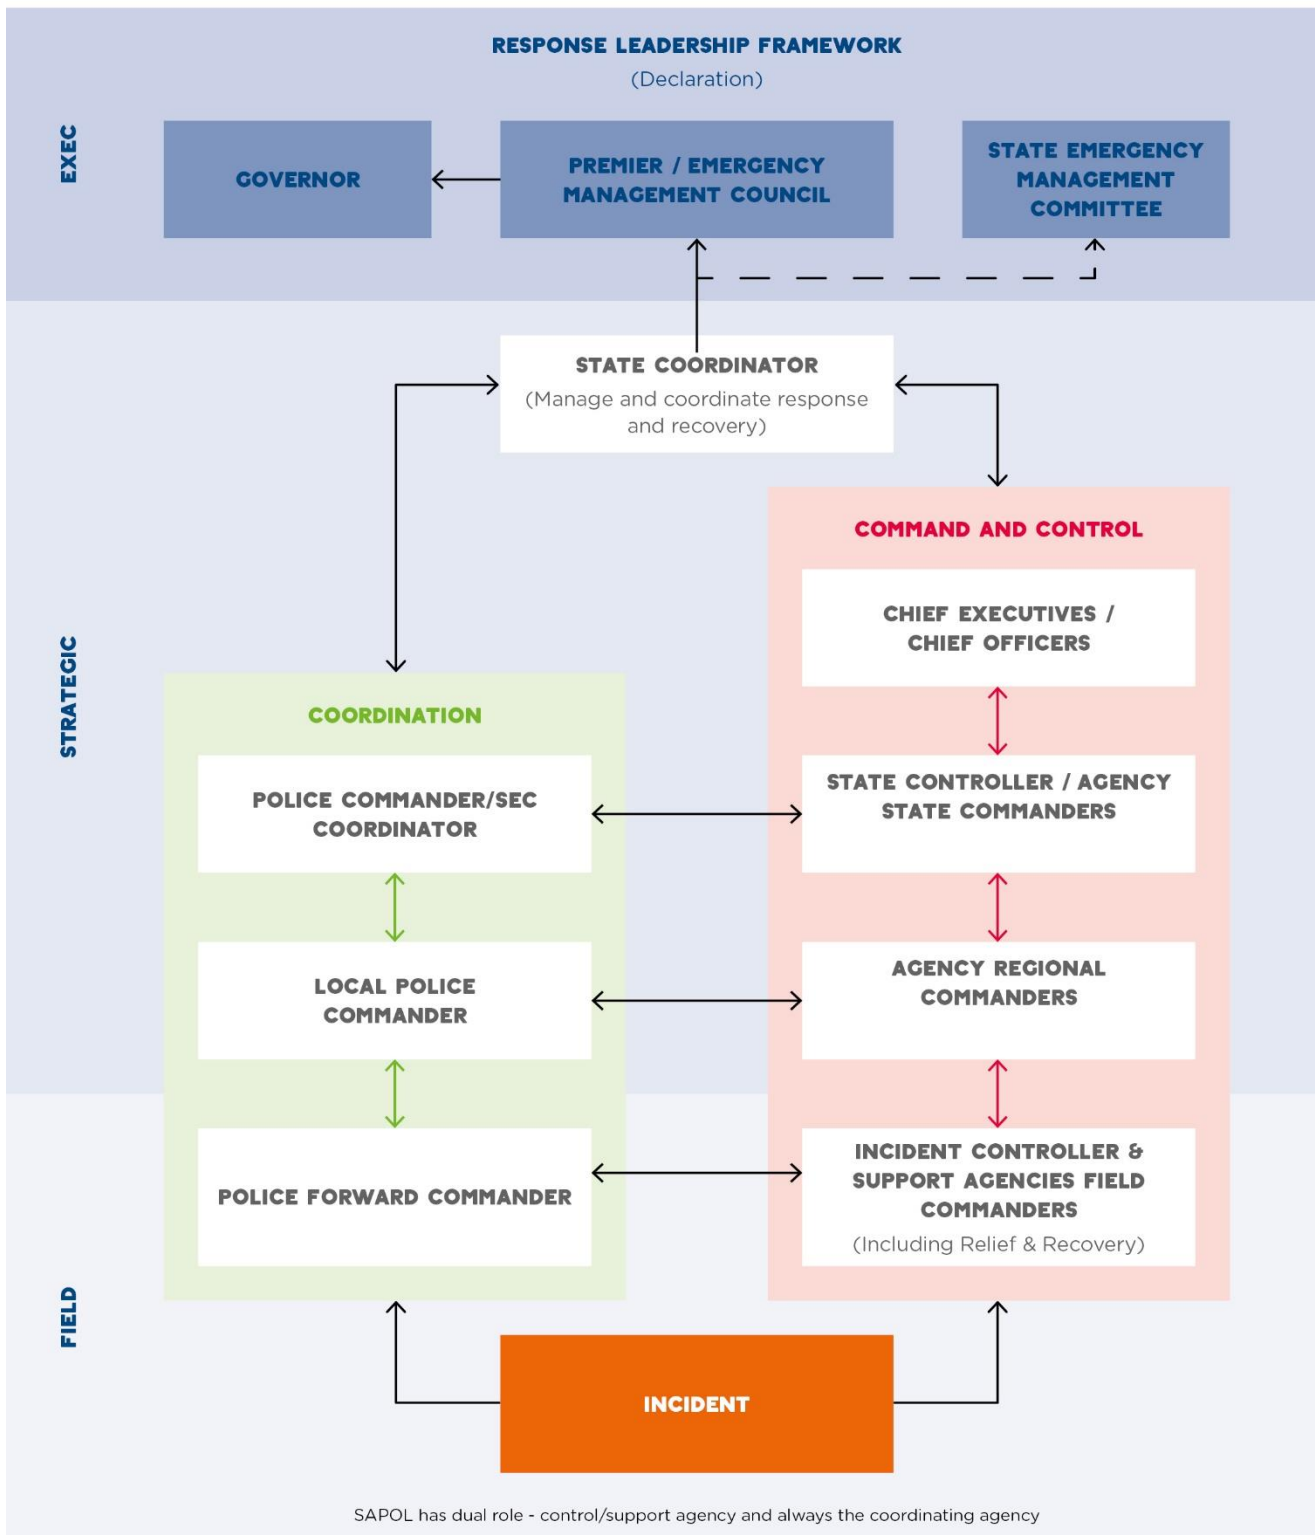 RESPONSE LEADERSHIP FRAMEWORK
(Declaration)
EXEC
GOVERNOR
PREMIER / EMERGENCY
MANAGEMENT COUNCIL
STATE EMERGENCY
MANAGEMENT
COMMITTEE
STRATEGIC
STATE COORDINATOR
(Manage and coordinate response
and recovery)
COMMAND AND CONTROL
CHIEF EXECUTIVES /
CHIEF OFFICERS
COORDINATION
POLICE COMMANDER/SEC
COORDINATOR
STATE CONTROLLER / AGENCY
STATE COMMANDERS
LOCAL POLICE
COMMANDER
AGENCY REGIONAL
COMMANDERS
FIELD
POLICE FORWARD COMMANDER
INCIDENT CONTROLLER &
SUPPORT AGENCIES FIELD
COMMANDERS
(Including Relief & Recovery)
INCIDENT
SAPOL has dual role - control/support agency and always the coordinating agency